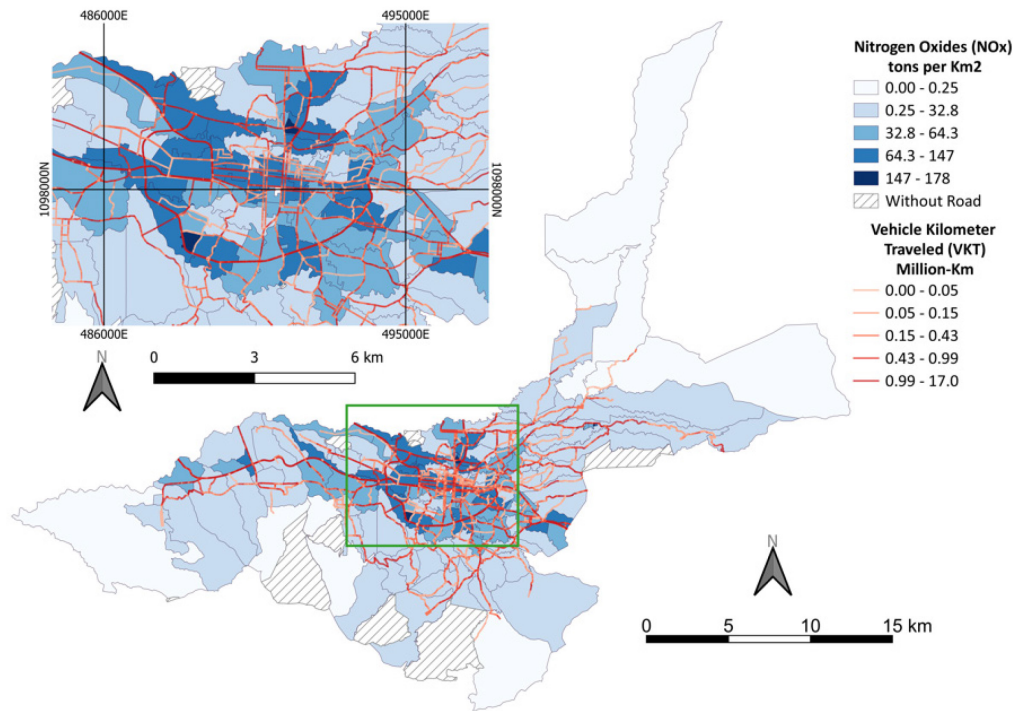 486000E
495000E
1098000N
1098000N
486000E
495000E
N
0
3
6 km
Nitrogen Oxides (NOx)
tons per Km2
0.00 - 0.25
0.25 - 32.8
32.8 - 64.3
64.3 - 147
147 - 178
Without Road
Vehicle Kilometer
Traveled (VKT)
Million-Km
0.00 - 0.05
0.05 - 0.15
0.15 - 0.43
0.43 - 0.99
0.99 - 17.0
N
0
5
10
15 km